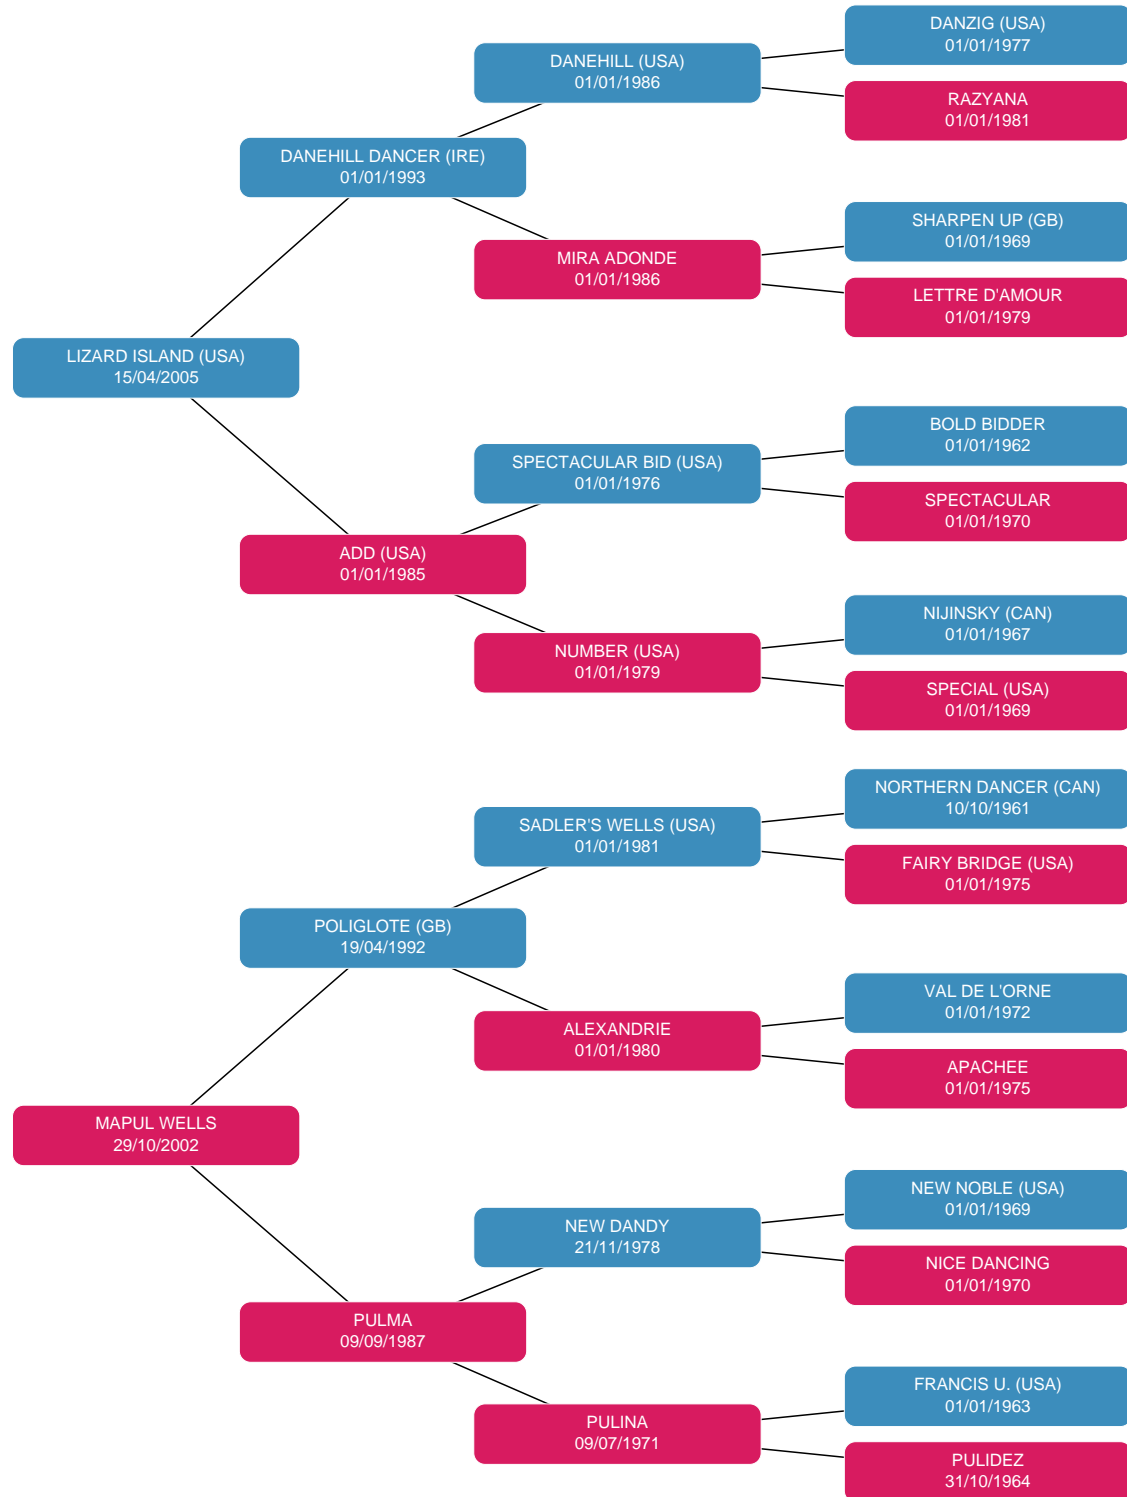 DANZIG (USA)
01/01/1977
DANEHILL (USA)
01/01/1986
RAZYANA
01/01/1981
DANEHILL DANCER (IRE)
01/01/1993
SHARPEN UP (GB)
01/01/1969
MIRA ADONDE
01/01/1986
LETTRE D'AMOUR
01/01/1979
LIZARD ISLAND (USA)
15/04/2005
BOLD BIDDER
01/01/1962
SPECTACULAR BID (USA)
01/01/1976
SPECTACULAR
01/01/1970
ADD (USA)
01/01/1985
NIJINSKY (CAN)
01/01/1967
NUMBER (USA)
01/01/1979
SPECIAL (USA)
01/01/1969
NORTHERN DANCER (CAN)
10/10/1961
SADLER'S WELLS (USA)
01/01/1981
FAIRY BRIDGE (USA)
01/01/1975
POLIGLOTE (GB)
19/04/1992
VAL DE L'ORNE
01/01/1972
ALEXANDRIE
01/01/1980
APACHEE
01/01/1975
MAPUL WELLS
29/10/2002
NEW NOBLE (USA)
01/01/1969
NEW DANDY
21/11/1978
NICE DANCING
01/01/1970
PULMA
09/09/1987
FRANCIS U. (USA)
01/01/1963
PULINA
09/07/1971
PULIDEZ
31/10/1964